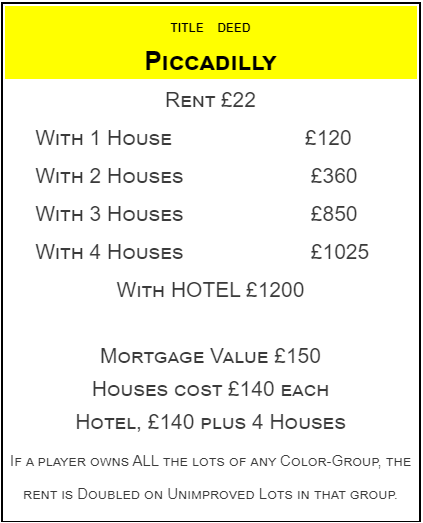 TITLE DEED
PICCADILLY
RENT £22
WITH 1 HOUSE £120
WITH 2 HOUSES £360
WITH 3 HOUSES £850
WITH 4 HOUSES £1025
WITH HOTEL £1200
MORTGAGE VALUE £150
HOUSES COST £140 EACH
HOTEL, £140 PLUS 4 HOUSES
IF A PLAYER OWNS ALL THE LOTS OF ANY COLOR-GROUP, THE
RENT IS DOUBLED ON UNIMPROVED LOTS IN THAT GROUP.